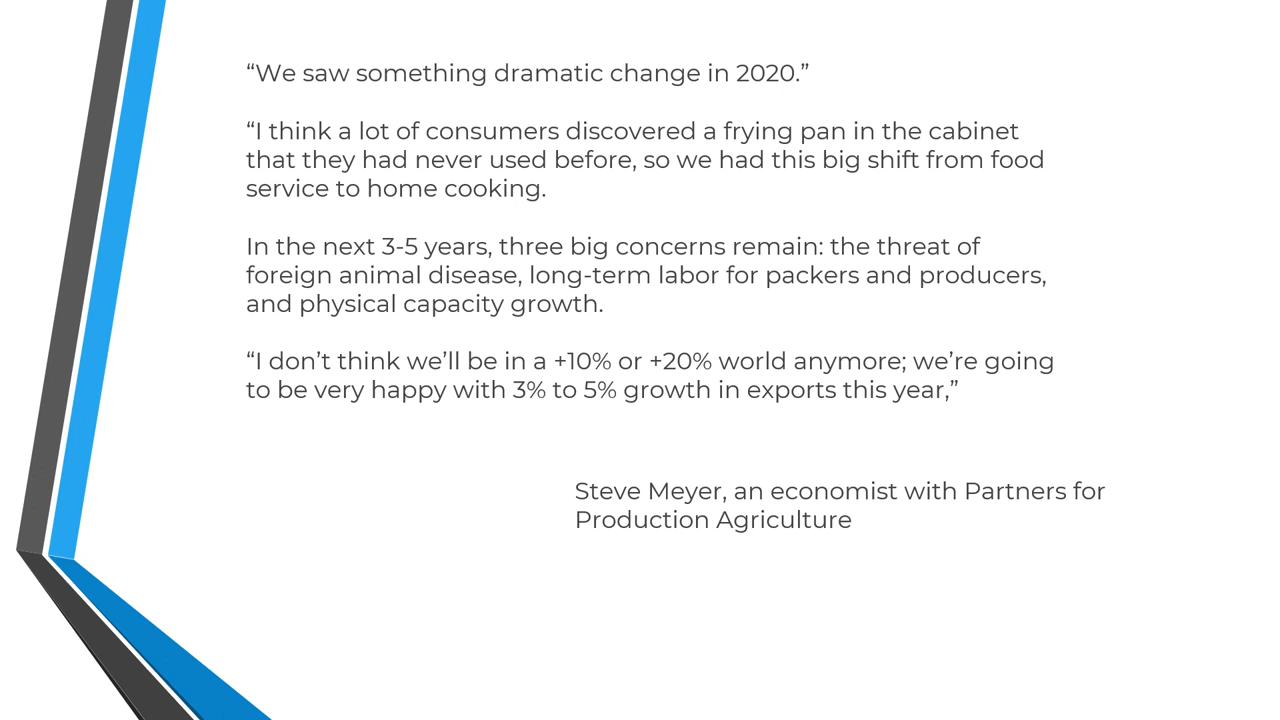 “We saw something dramatic change in 2020.”
“I think a lot of consumers discovered a frying pan in the cabinet
that they had never used before, so we had this big shift from food
service to home cooking.
In the next 3-5 years, three big concerns remain: the threat of
foreign animal disease, long-term labor for packers and producers,
and physical capacity growth.
“I don’t think we’ll be in a +10% or +20% world anymore; we’re going
to be very happy with 3% to 5% growth in exports this year,”
Steve Meyer, an economist with Partners for
Production Agriculture